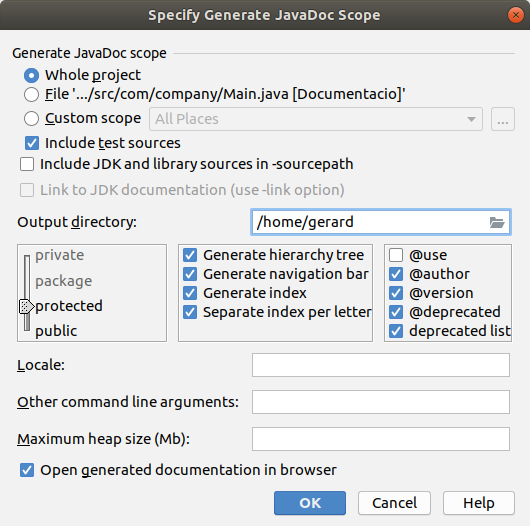 Specify Generate JavaDoc Scope
Generate JavaDoc scope
Whole project
File '.../src/com/company/Main.java [Documentacio]'
Custom scope All Places ...
Include test sources
Include JDK and library sources in -sourcepath
Link to JDK documentation (use -link option)
Output directory: /home/gerard
private
package
protected
public
Generate hierarchy tree
Generate navigation bar
Generate index
Separate index per letter
@use
@author
@version
@deprecated
deprecated list
Locale:
Other command line arguments:
Maximum heap size (Mb):
Open generated documentation in browser
OK Cancel Help